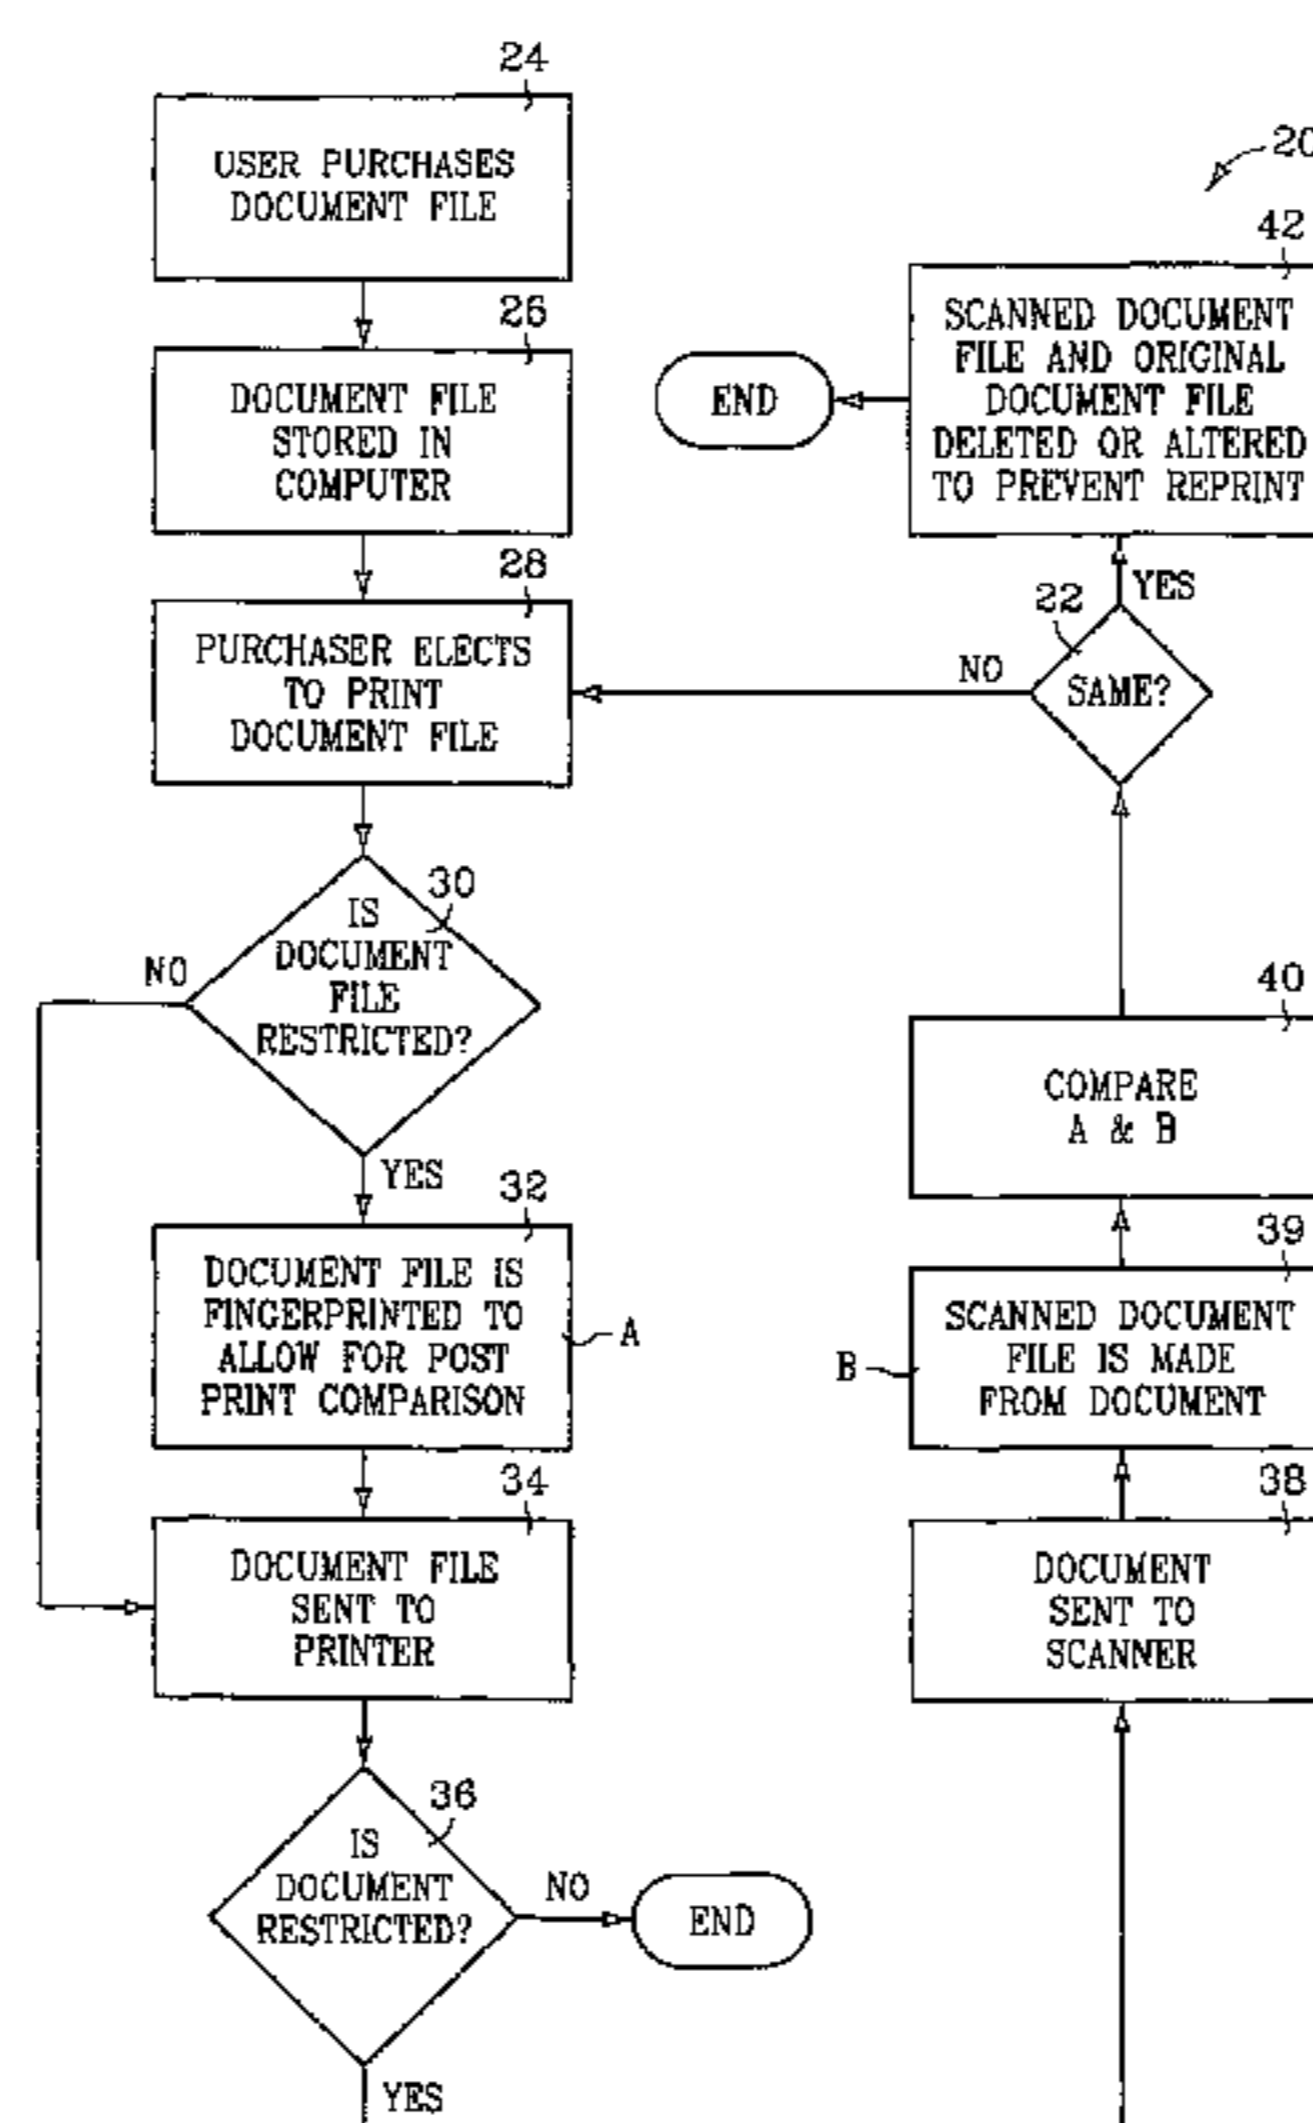 24
USER PURCHASES
DOCUMENT FILE
26
DOCUMENT FILE
STORED IN
COMPUTER
28
PURCHASER ELECTS
TO PRINT
DOCUMENT FILE
30
IS
DOCUMENT
FILE
RESTRICTED?
NO
YES
32
DOCUMENT FILE IS
FINGERPRINTED TO
ALLOW FOR POST
PRINT COMPARISON
A
34
DOCUMENT FILE
SENT TO
PRINTER
36
IS
DOCUMENT
RESTRICTED?
NO
END
YES
20
42
SCANNED DOCUMENT
FILE AND ORIGINAL
DOCUMENT FILE
DELETED OR ALTERED
TO PREVENT REPRINT
END
YES
22
SAME?
NO
40
COMPARE
A & B
39
SCANNED DOCUMENT
FILE IS MADE
FROM DOCUMENT
B
38
DOCUMENT
SENT TO
SCANNER